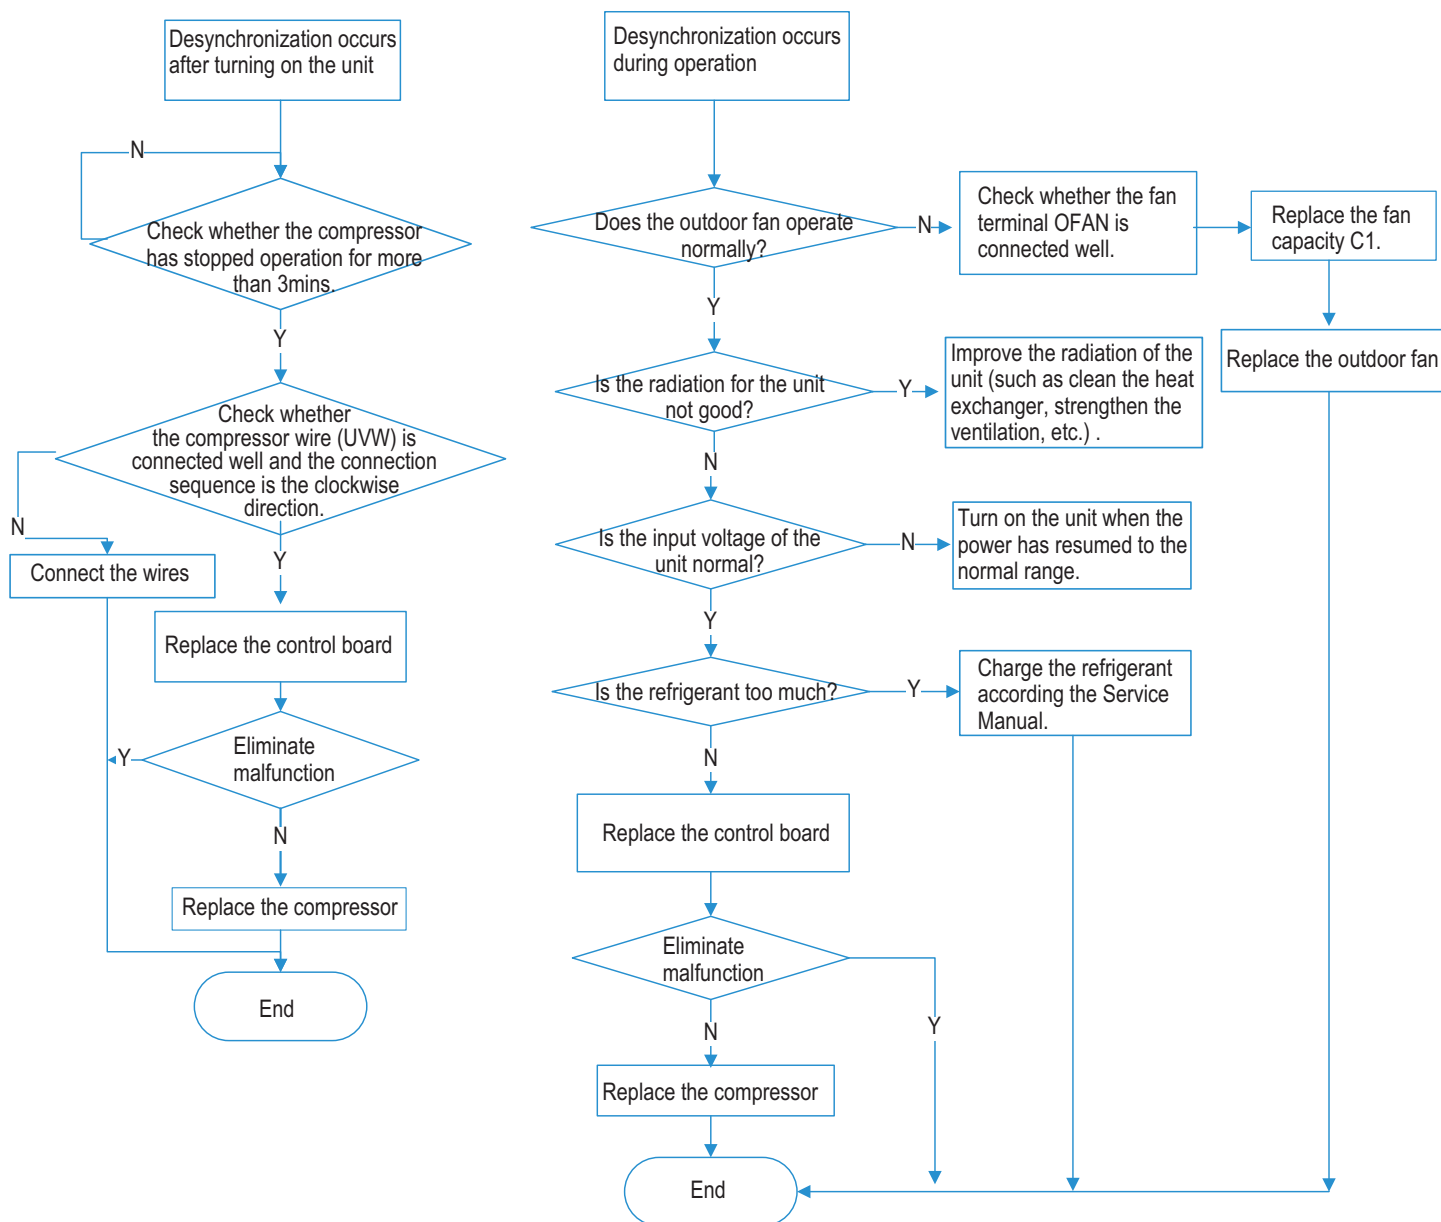 Desynchronization occurs
after turning on the unit
N
Check whether the compressor
has stopped operation for more
than 3mins.
Y
Check whether
the compressor wire (UVW) is
connected well and the connection
sequence is the clockwise
direction.
N
Y
Connect the wires
Replace the control board
Eliminate
malfunction
Y
N
Replace the compressor
End
Desynchronization occurs
during operation
Does the outdoor fan operate
normally?
N
Check whether the fan
terminal OFAN is
connected well.
Replace the fan
capacity C1.
Replace the outdoor fan
Y
Is the radiation for the unit
not good?
Y
Improve the radiation of the
unit (such as clean the heat
exchanger, strengthen the
ventilation, etc.) .
N
Is the input voltage of the
unit normal?
N
Turn on the unit when the
power has resumed to the
normal range.
Y
Is the refrigerant too much?
Y
Charge the refrigerant
according the Service
Manual.
N
Replace the control board
Eliminate
malfunction
Y
N
Replace the compressor
End